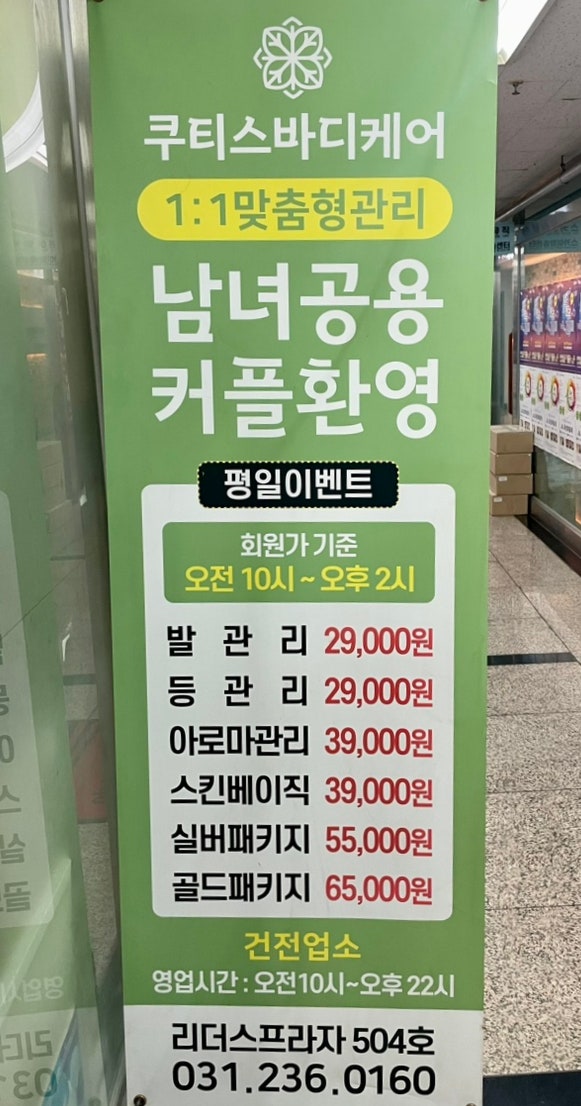 쿠티스바디케어
1:1맞춤형관리
남녀공용
커플환영
평일이벤트
회원가 기준
오전 10시 ~ 오후 2시
발 관 리 29,000원
등 관 리 29,000원
아로마관리 39,000원
스킨베이직 39,000원
실버패키지 55,000원
골드패키지 65,000원
건전업소
영업시간 : 오전10시~오후 22시
리더스프라자 504호
031.236.0160